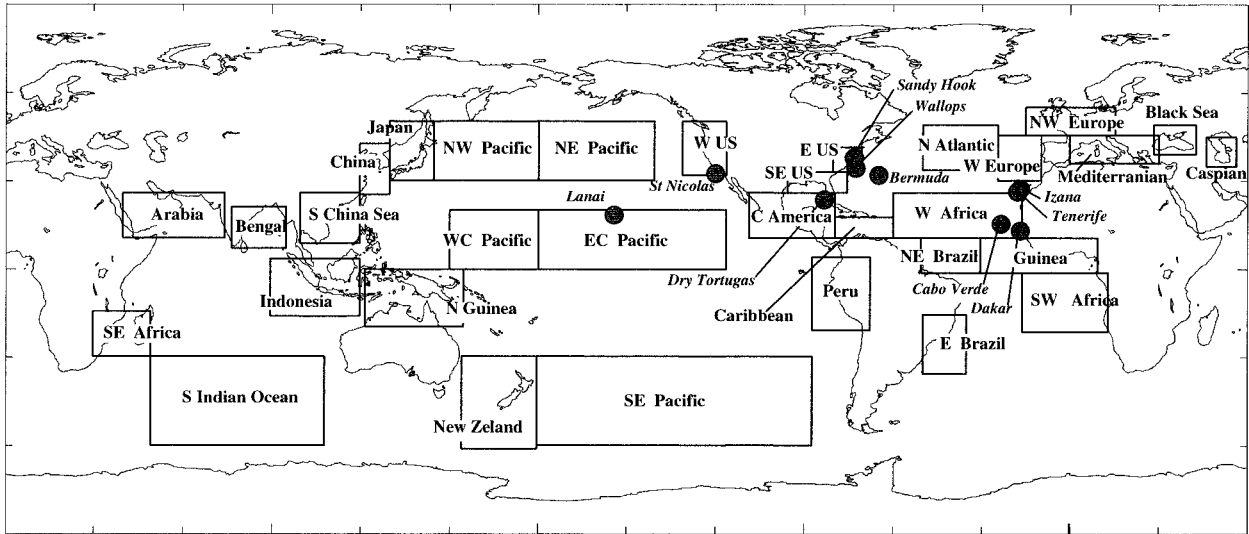 Sandy Hook
Wallops
Black Sea
NW Europe
Japan
China
NW Pacific
NE Pacific
W US
E US
SE US
N Atlantic
W Europe
Mediterranian
Caspian
St Nicolas
Bermuda
Izana
Tenerife
Arabia
Bengal
S China Sea
Lanai
C America
W Africa
WC Pacific
EC Pacific
NE Brazil
Guinea
Dry Tortugas
Cabo Verde
Dakar
Indonesia
N Guinea
Caribbean
Peru
SW Africa
SE Africa
E Brazil
S Indian Ocean
New Zeland
SE Pacific